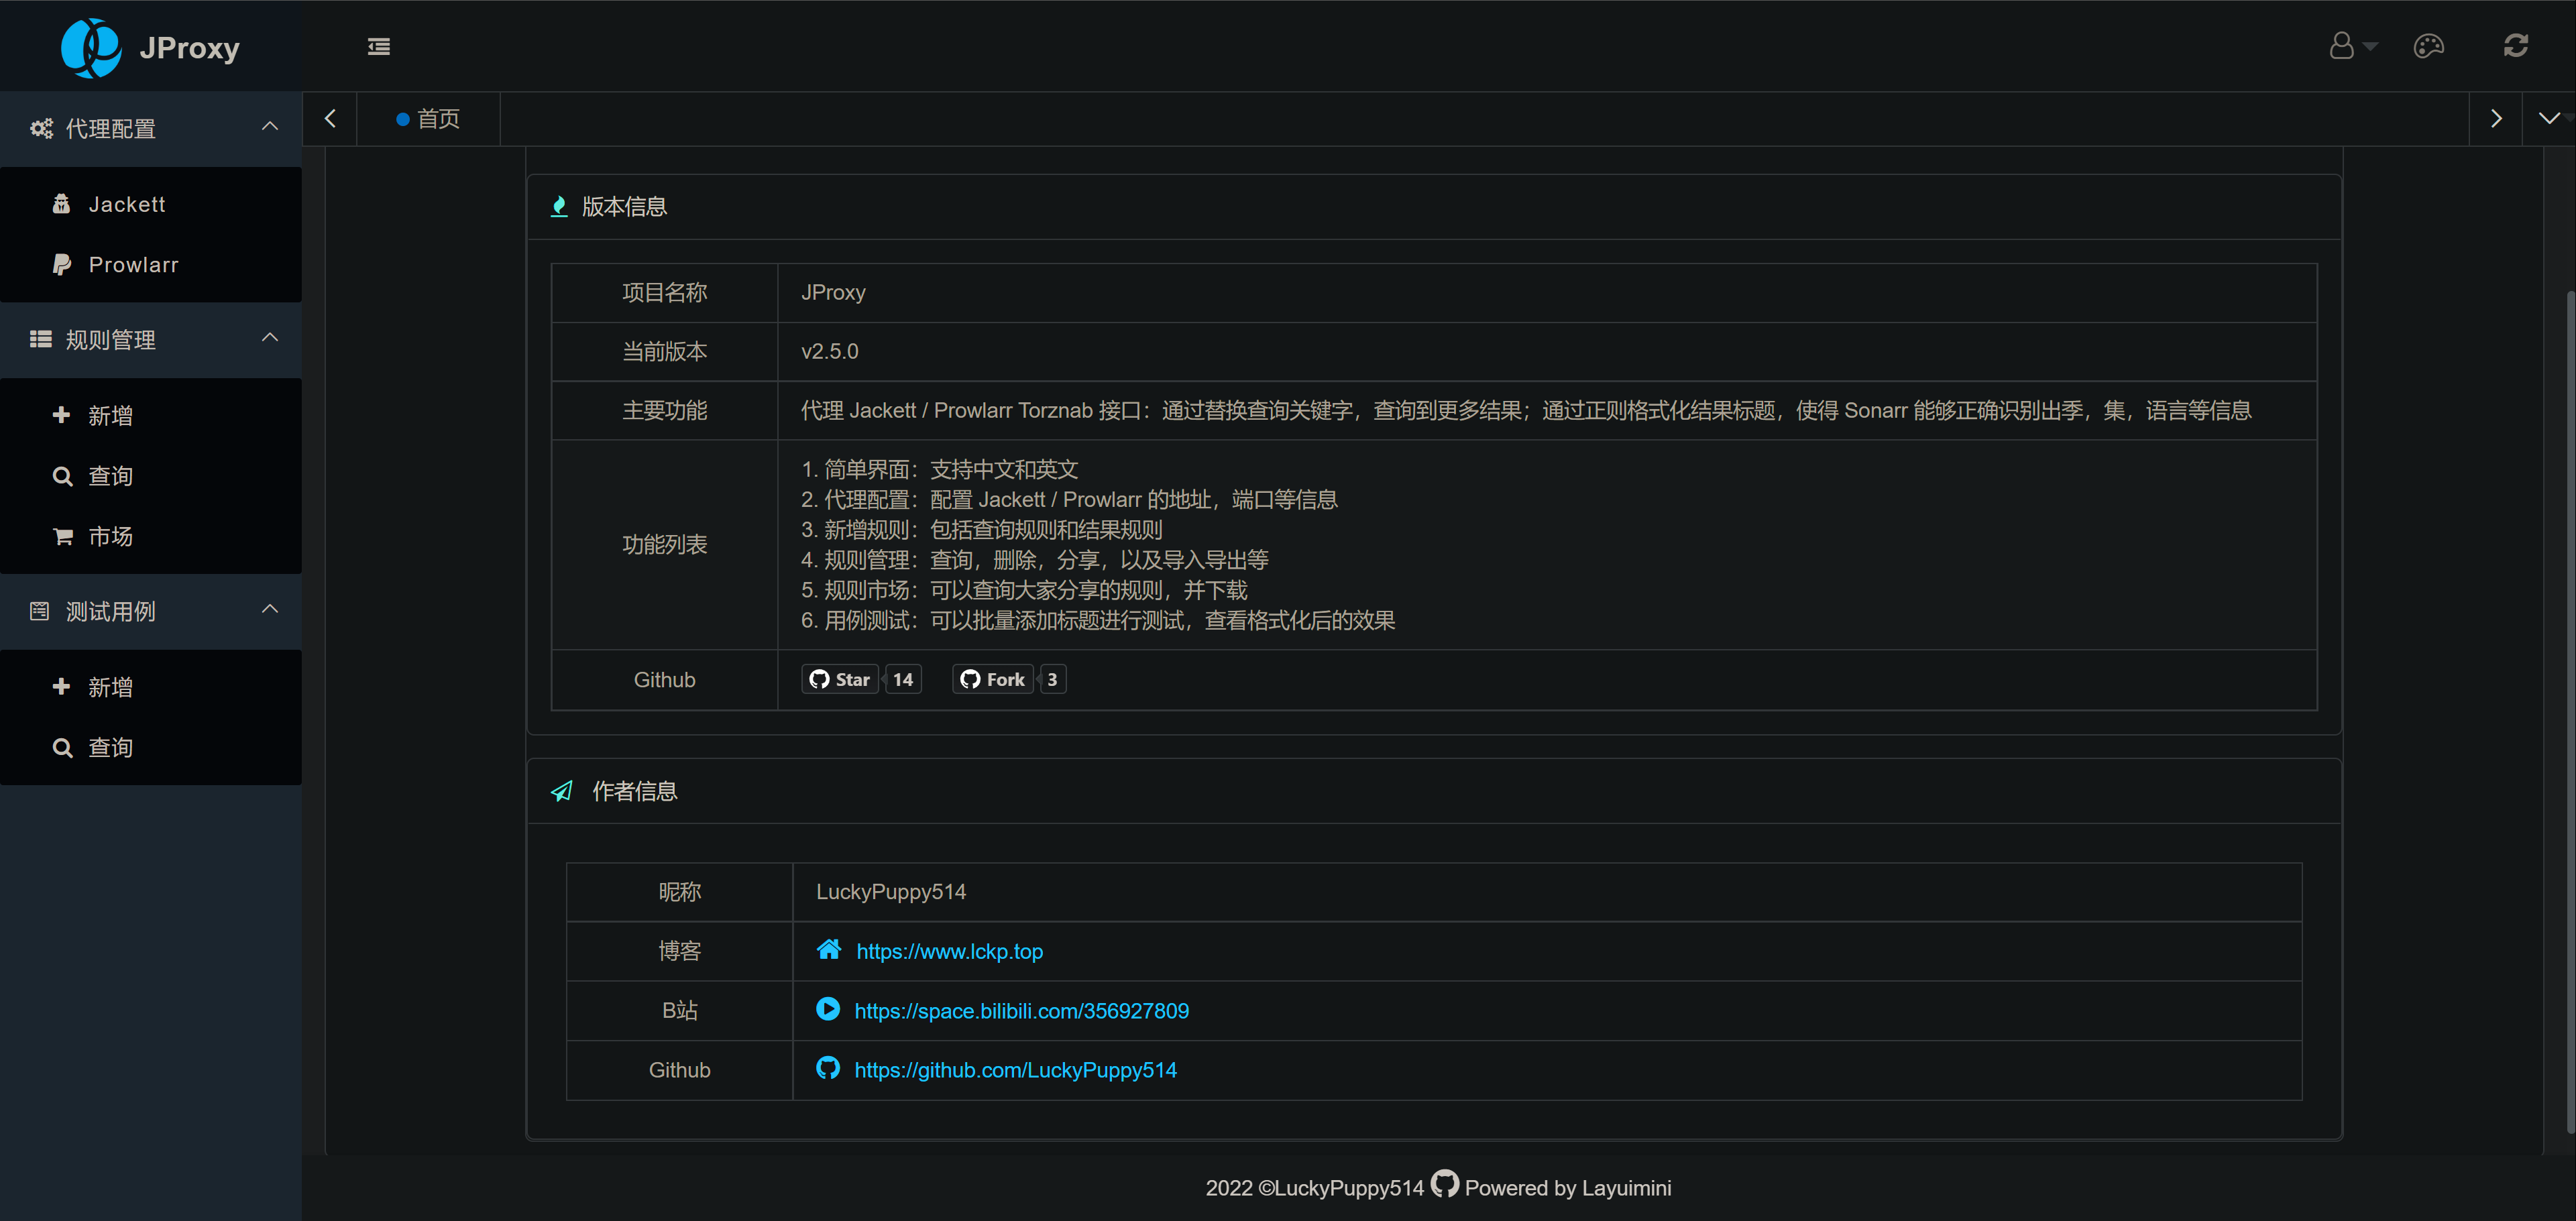 JProxy
代理配置
Jackett
Prowlarr
规则管理
新增
查询
市场
测试用例
新增
查询
首页
版本信息
项目名称 JProxy
当前版本 v2.5.0
主要功能 代理 Jackett / Prowlarr Torznab 接口：通过替换查询关键字，查询到更多结果；通过正则格式化结果标题，使得 Sonarr 能够正确识别出季，集，语言等信息
功能列表
1. 简单界面：支持中文和英文
2. 代理配置：配置 Jackett / Prowlarr 的地址，端口等信息
3. 新增规则：包括查询规则和结果规则
4. 规则管理：查询，删除，分享，以及导入导出等
5. 规则市场：可以查询大家分享的规则，并下载
6. 用例测试：可以批量添加标题进行测试，查看格式化后的效果
Github Star 14 Fork 3
作者信息
昵称 LuckyPuppy514
博客 https://www.lckp.top
B站 https://space.bilibili.com/356927809
Github https://github.com/LuckyPuppy514
2022 ©LuckyPuppy514 Powered by Layuimini